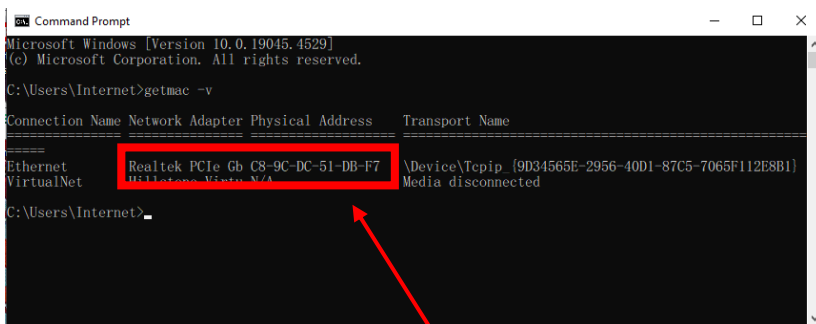 Command Prompt
Microsoft Windows [Version 10.0.19045.4529]
(c) Microsoft Corporation. All rights reserved.
C:\Users\Internet>getmac -v
Connection Name Network Adapter Physical Address Transport Name
=============== =============== =================== ==================================================
=====
Ethernet Realtek PCIe Gb C8-9C-DC-51-DB-F7 \Device\Tcpip_{9D34565E-2956-40D1-87C5-7065F112E8B1}
VirtualNet N/A Media disconnected
C:\Users\Internet>